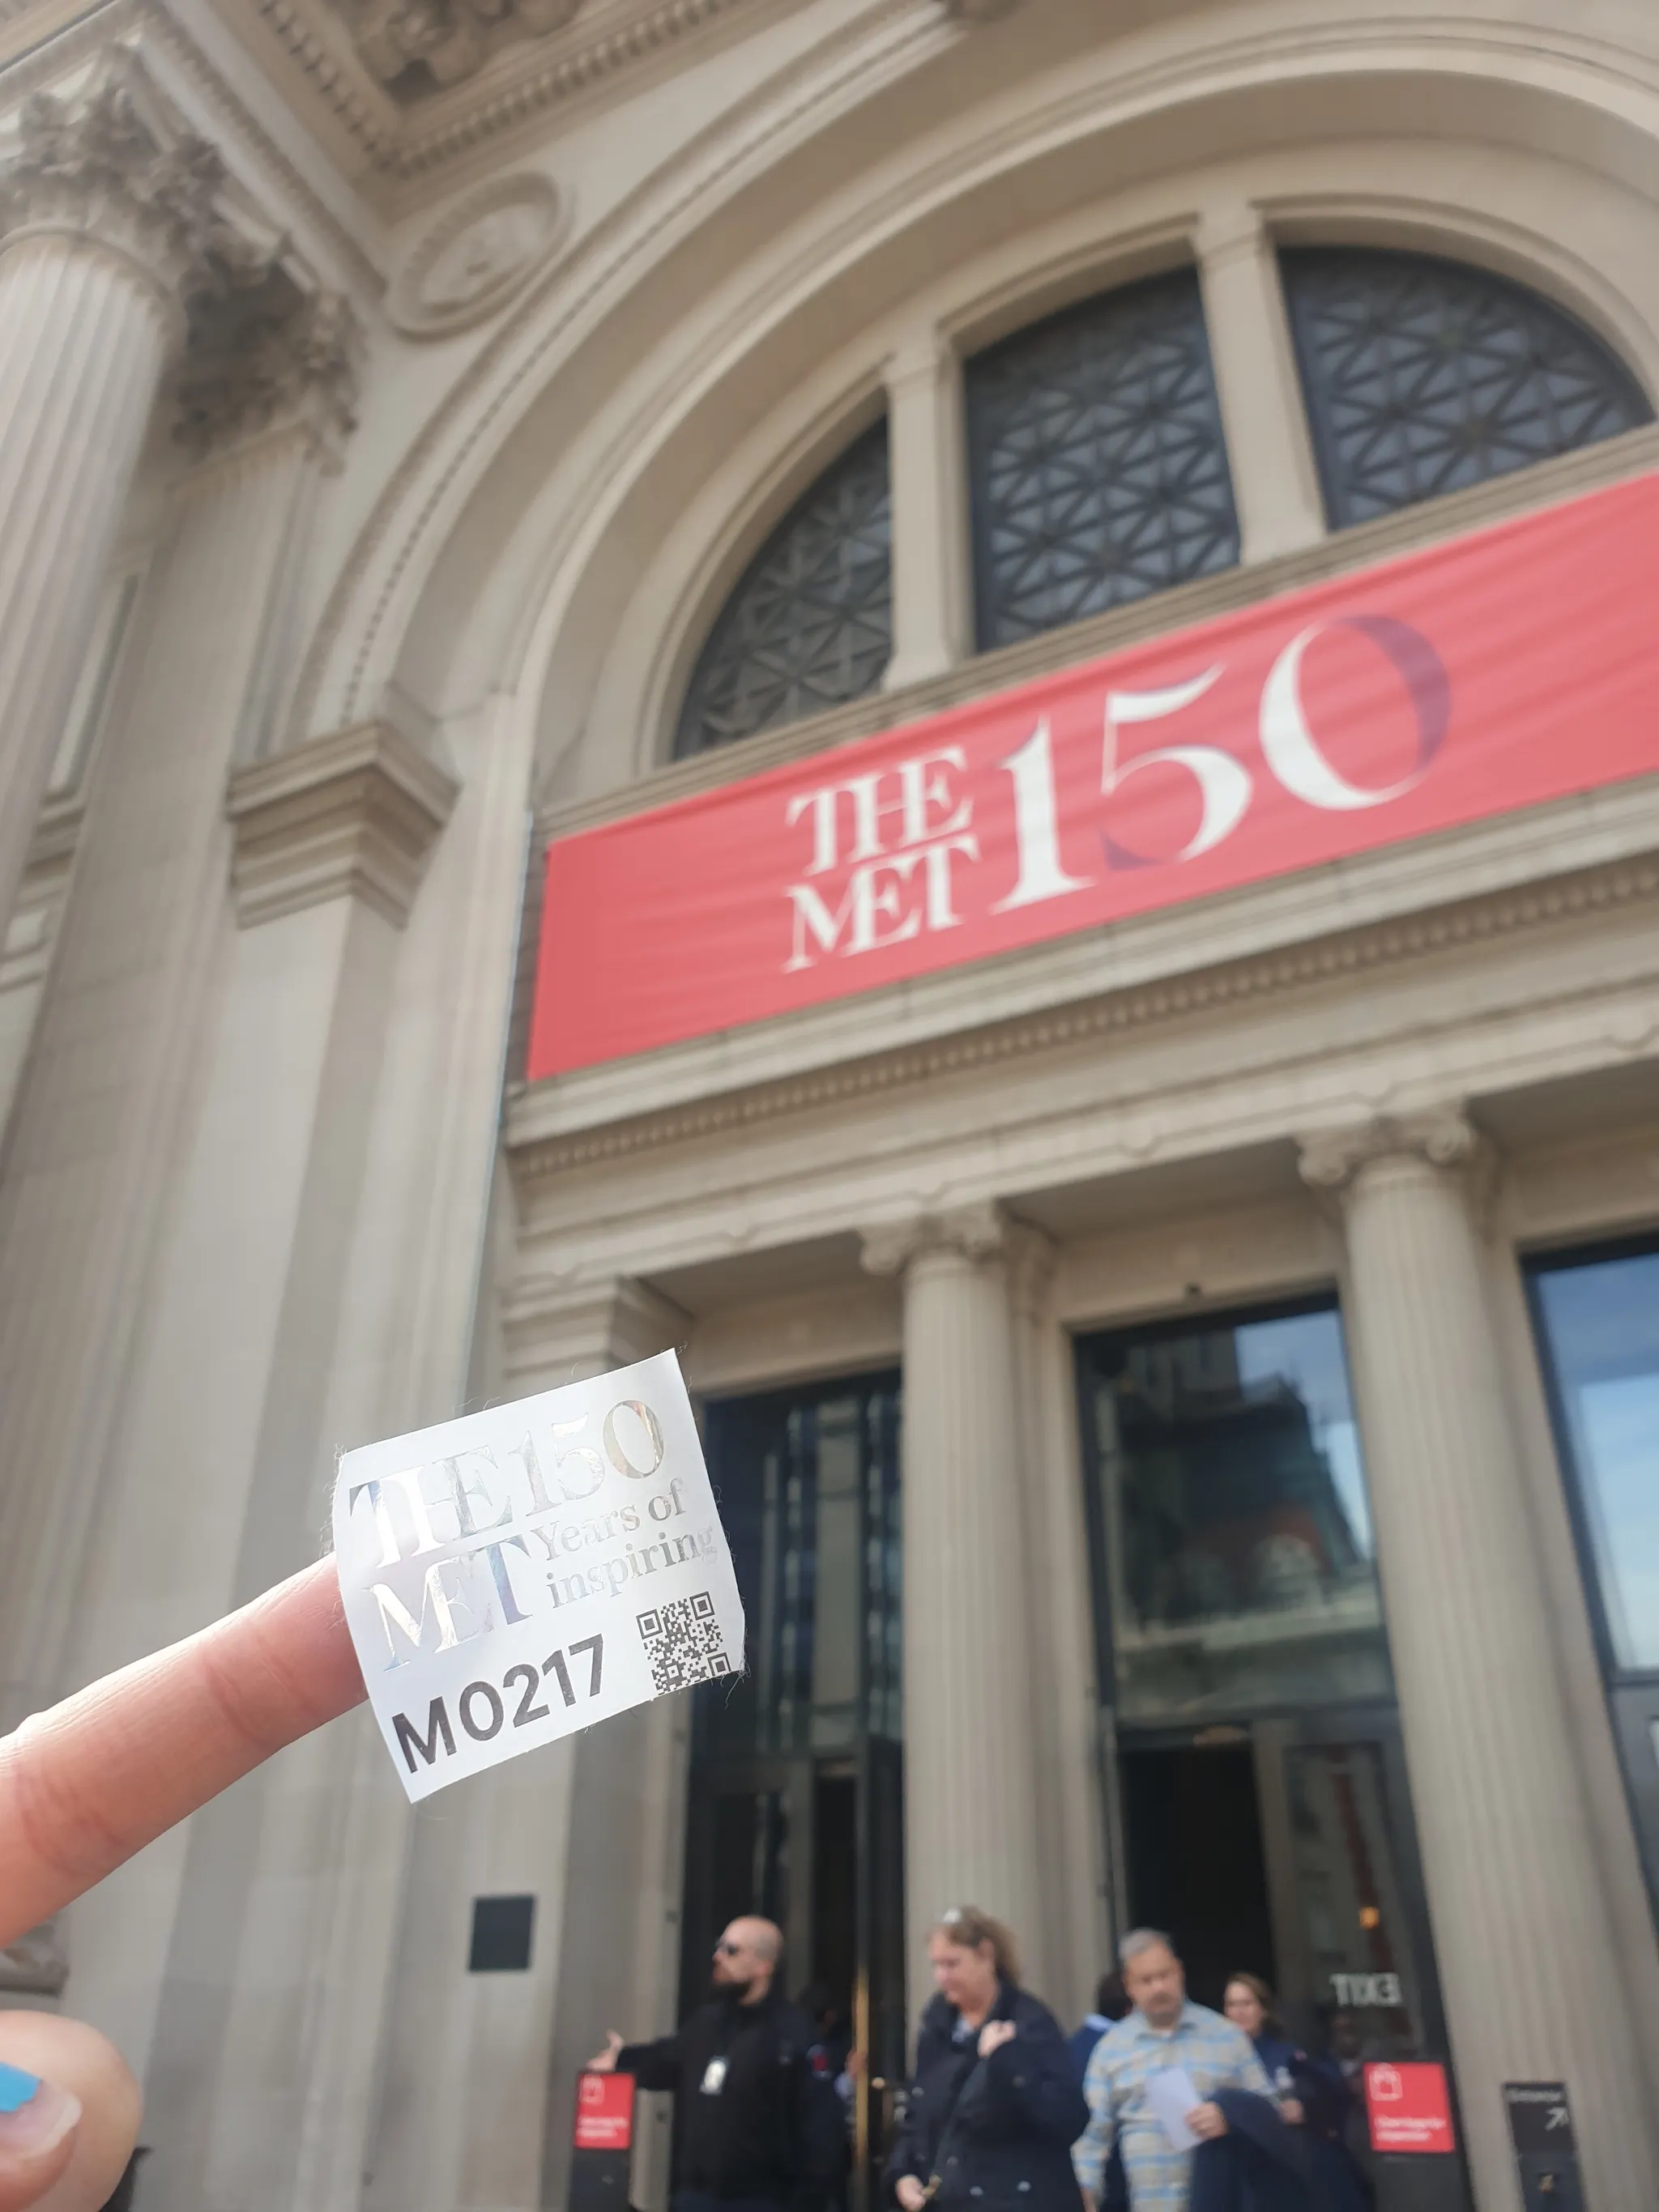 THE
MET 150
THE 150
MET Years of
inspiring
M0217
EXIT